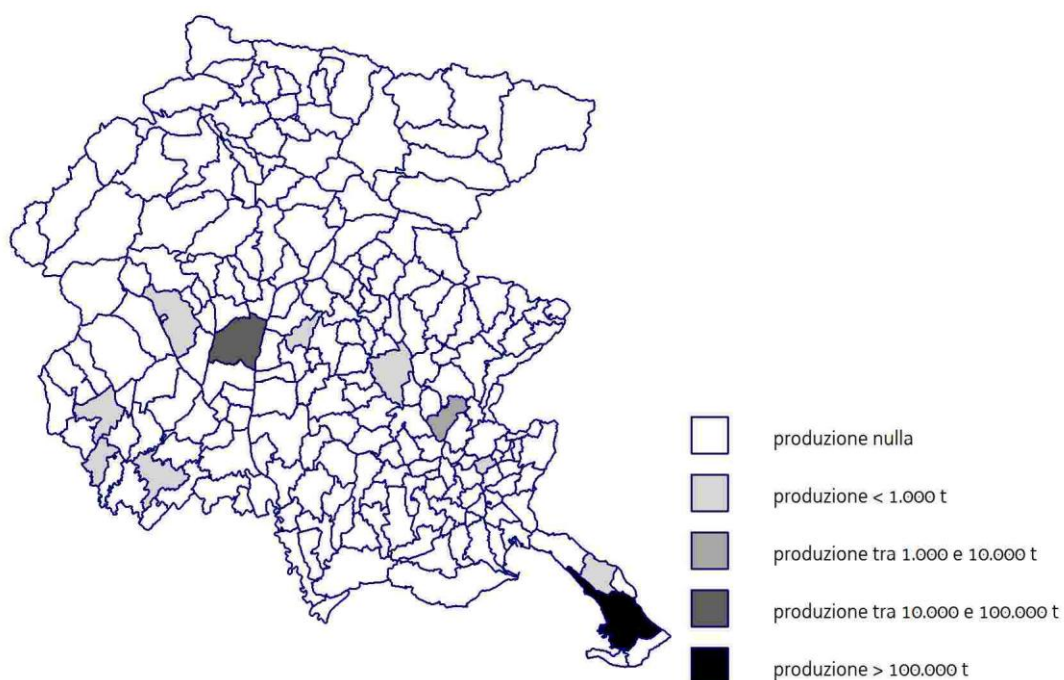 produzione nulla
produzione < 1.000 t
produzione tra 1.000 e 10.000 t
produzione tra 10.000 e 100.000 t
produzione > 100.000 t